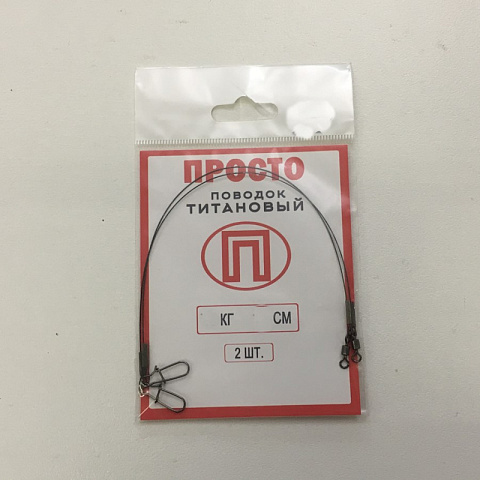 ПРОСТО
ПОВОДОК
ТИТАНОВЫЙ
П
КГ СМ
2 ШТ.